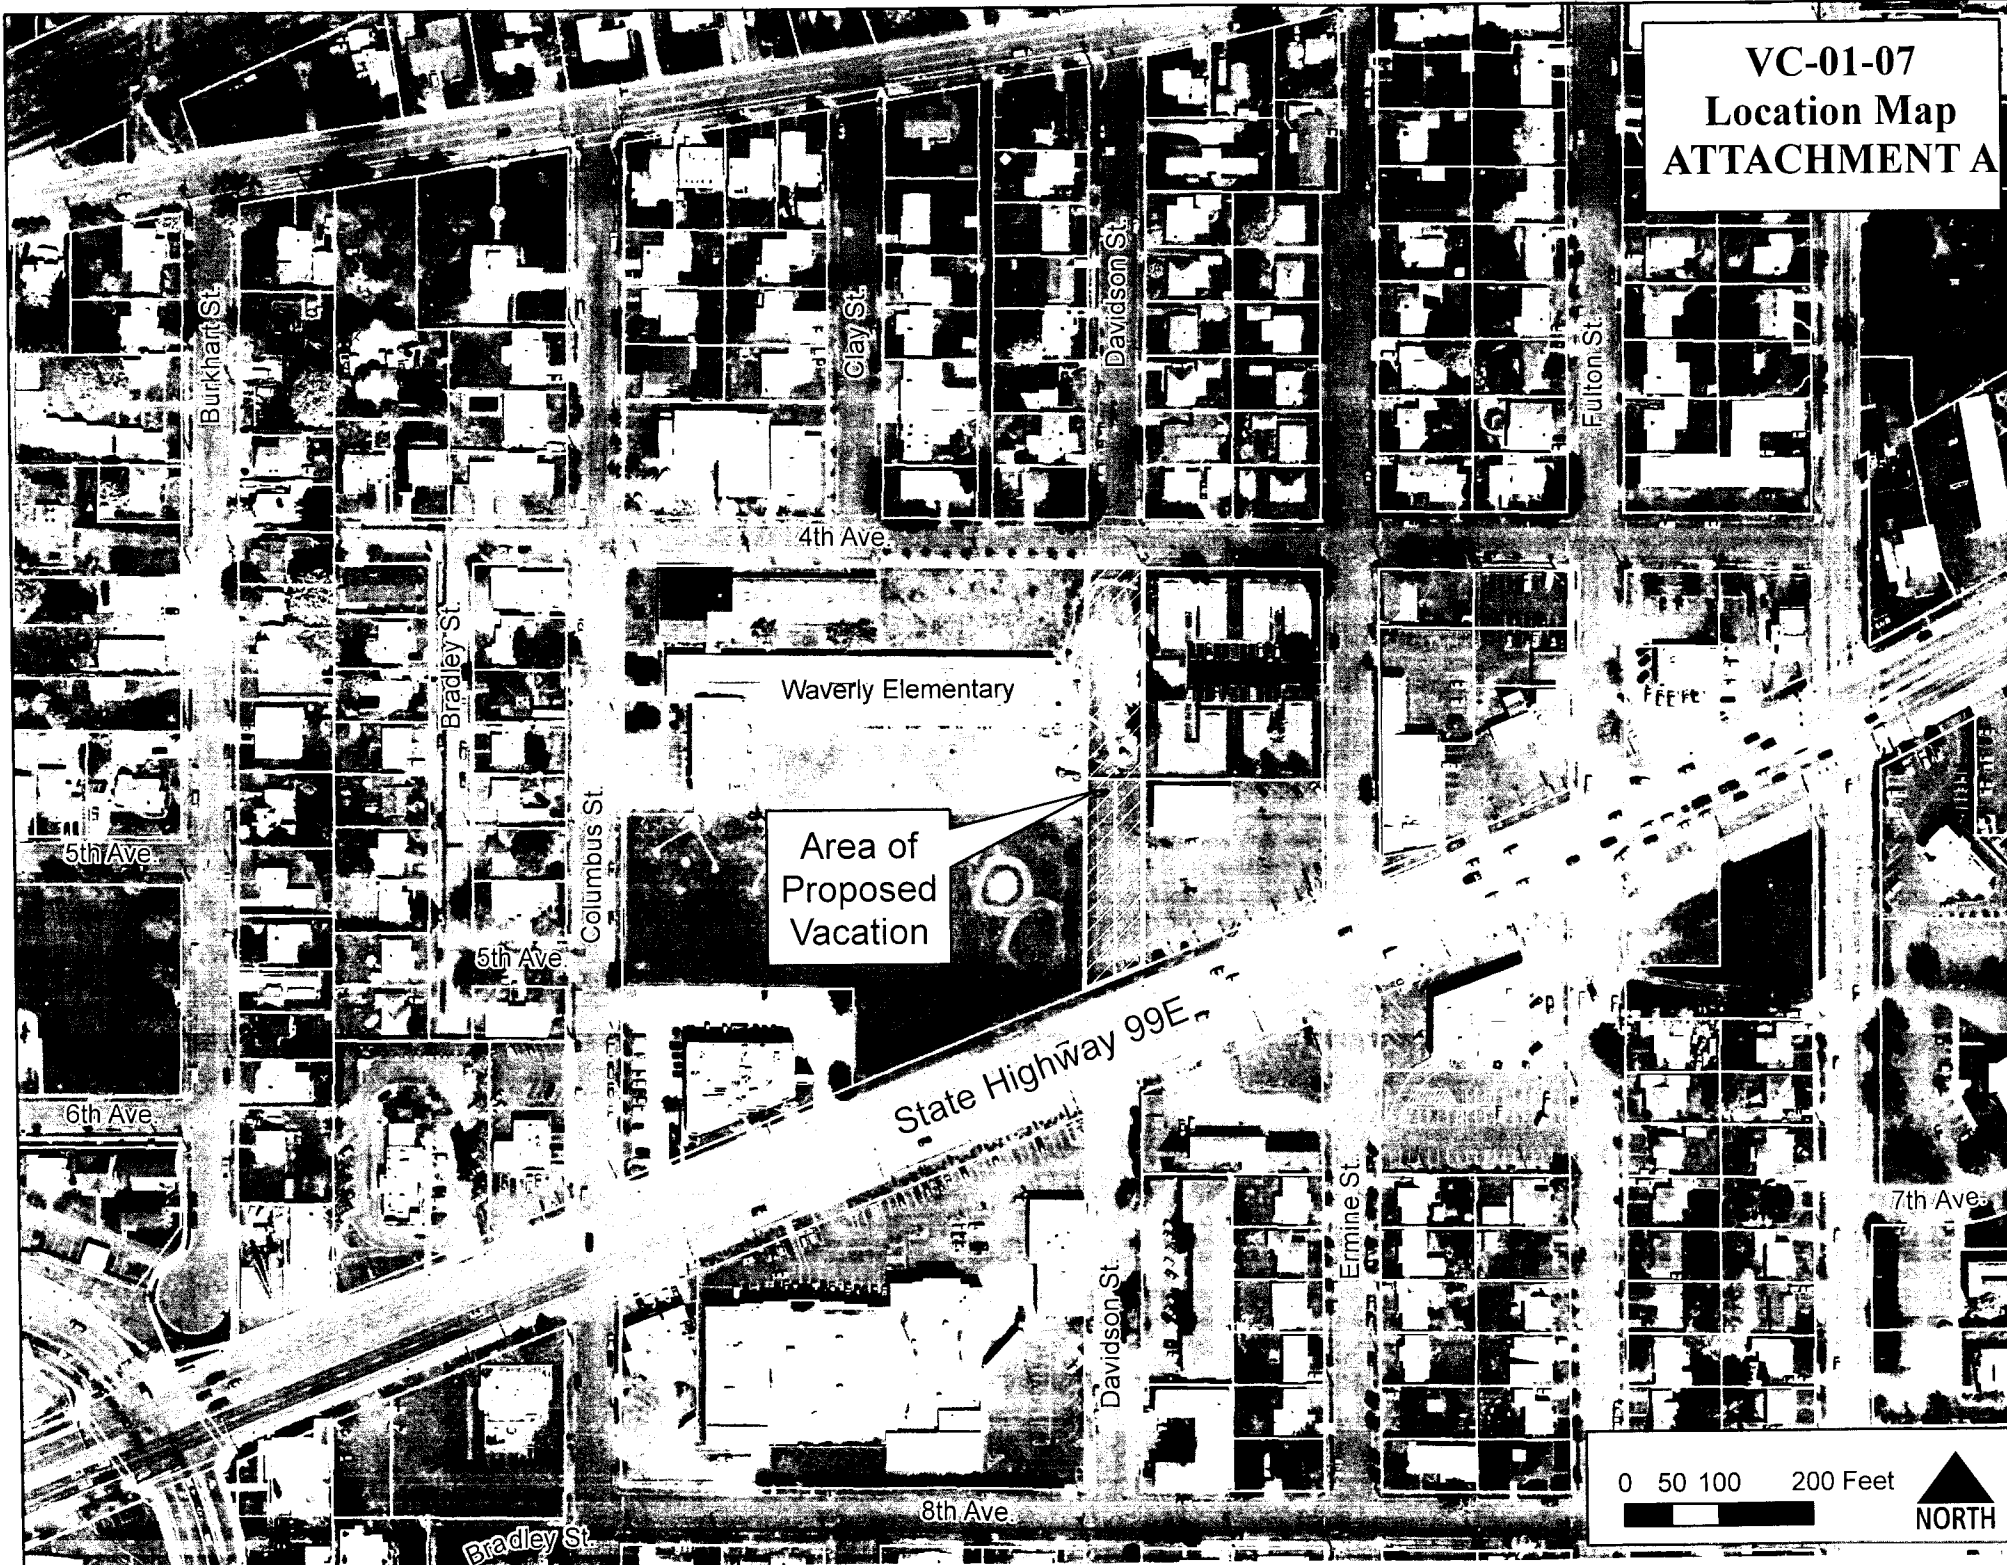 VC-01-07
Location Map
ATTACHMENT A
Burkhart St.
Clay St.
Davidson St.
Fulton St.
4th Ave.
Bradley St.
Waverly Elementary
Columbus St.
5th Ave.
Area of
Proposed
Vacation
5th Ave.
State Highway 99E
6th Ave.
Ermine St.
7th Ave.
Davidson St.
0 50 100 200 Feet
NORTH
8th Ave.
Bradley St.